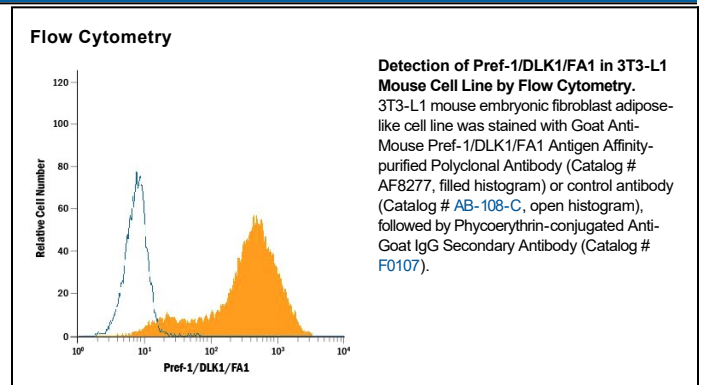 Flow Cytometry
120
100
80
60
40
20
0
Relative Cell Number
10⁰ 10¹ 10² 10³ 10⁴
Pref-1/DLK1/FA1
Detection of Pref-1/DLK1/FA1 in 3T3-L1
Mouse Cell Line by Flow Cytometry.
3T3-L1 mouse embryonic fibroblast adipose-
like cell line was stained with Goat Anti-
Mouse Pref-1/DLK1/FA1 Antigen Affinity-
purified Polyclonal Antibody (Catalog #
AF8277, filled histogram) or control antibody
(Catalog # AB-108-C, open histogram),
followed by Phycoerythrin-conjugated Anti-
Goat IgG Secondary Antibody (Catalog #
F0107).